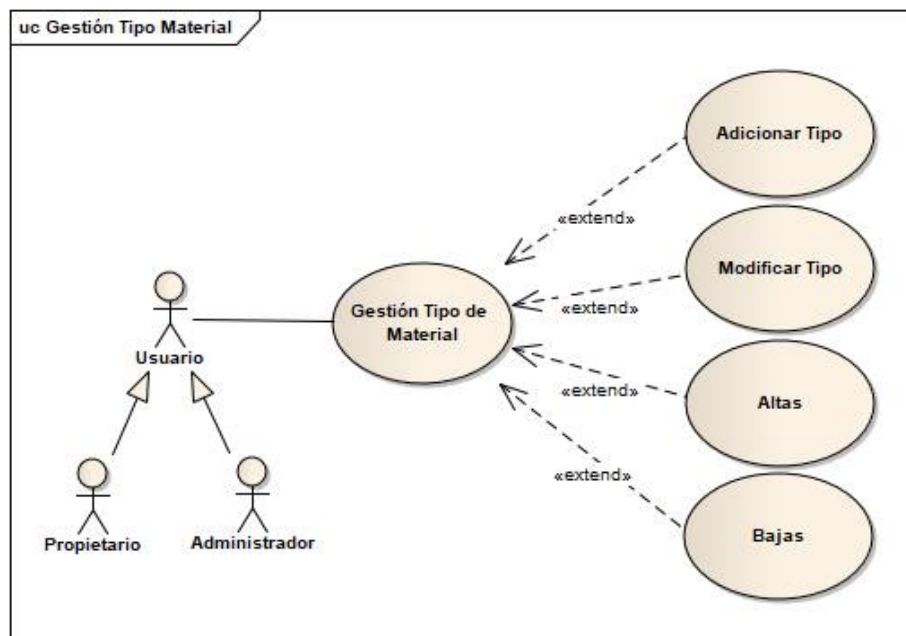 uc Gestión Tipo Material
Adicionar Tipo
«extend»
Modificar Tipo
«extend»
Gestión Tipo de
Material
Usuario
Altas
«extend»
«extend»
Bajas
Propietario
Administrador